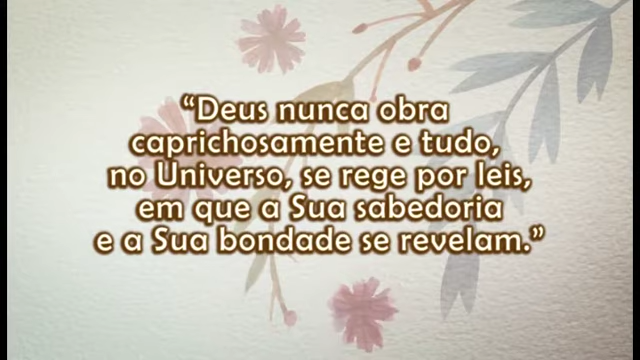 “Deus nunca obra
caprichosamente e tudo,
no Universo, se rege por leis,
em que a Sua sabedoria
e a Sua bondade se revelam.”